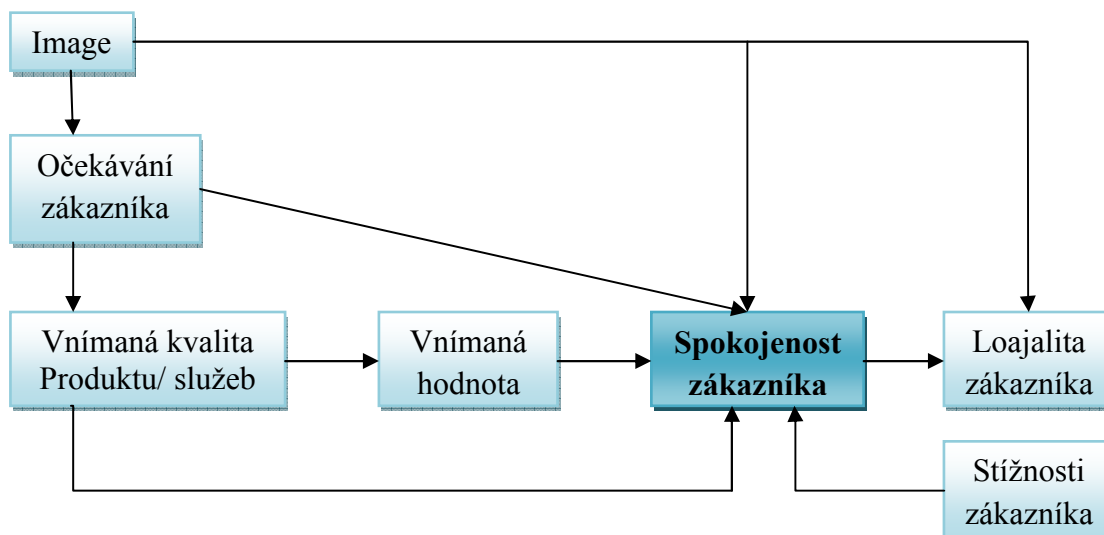 Image
Očekávání
zákazníka
Vnímaná kvalita
Produktu/ služeb
Vnímaná
hodnota
Spokojenost
zákazníka
Loajalita
zákazníka
Stížnosti
zákazníka